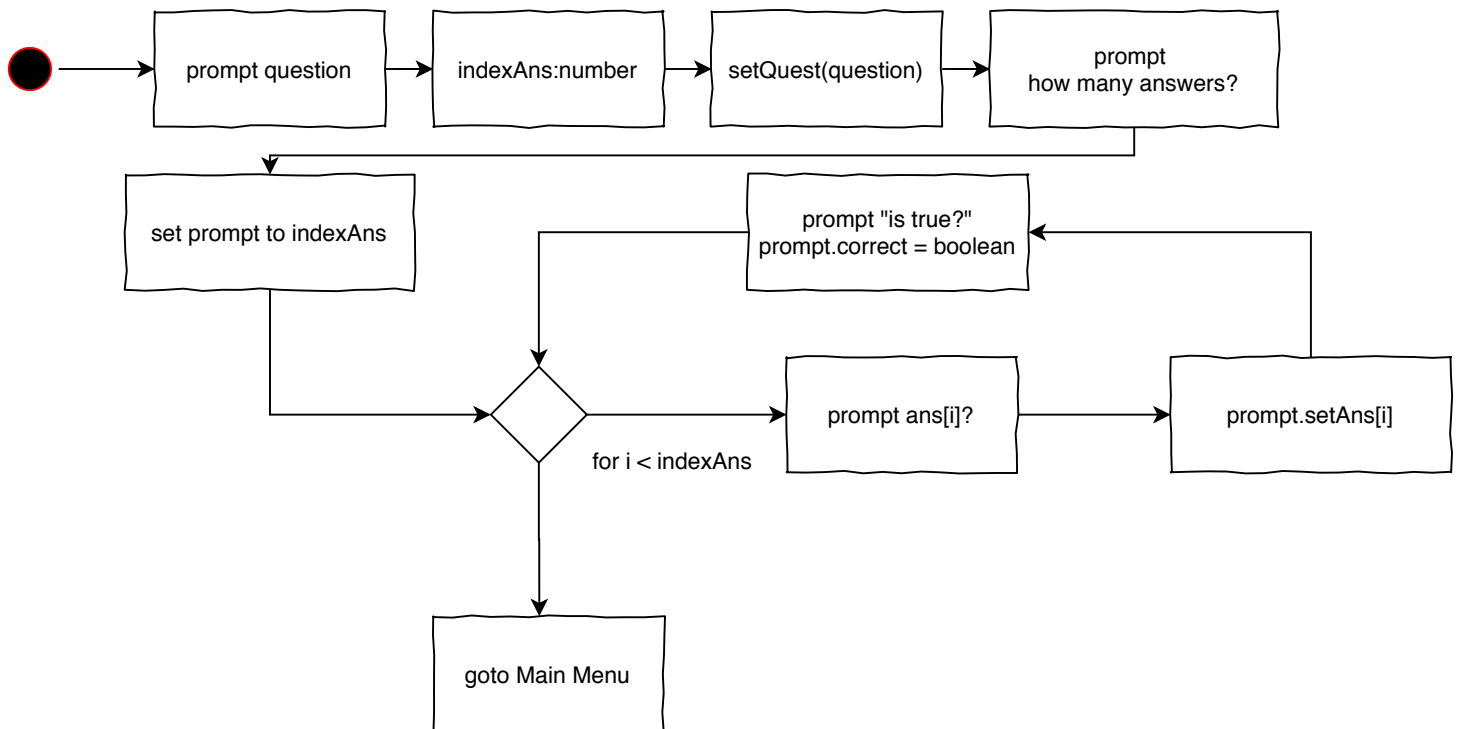 prompt question
indexAns:number
setQuest(question)
prompt
how many answers?
set prompt to indexAns
prompt "is true?"
prompt.correct = boolean
prompt ans[i]?
prompt.setAns[i]
for i < indexAns
goto Main Menu